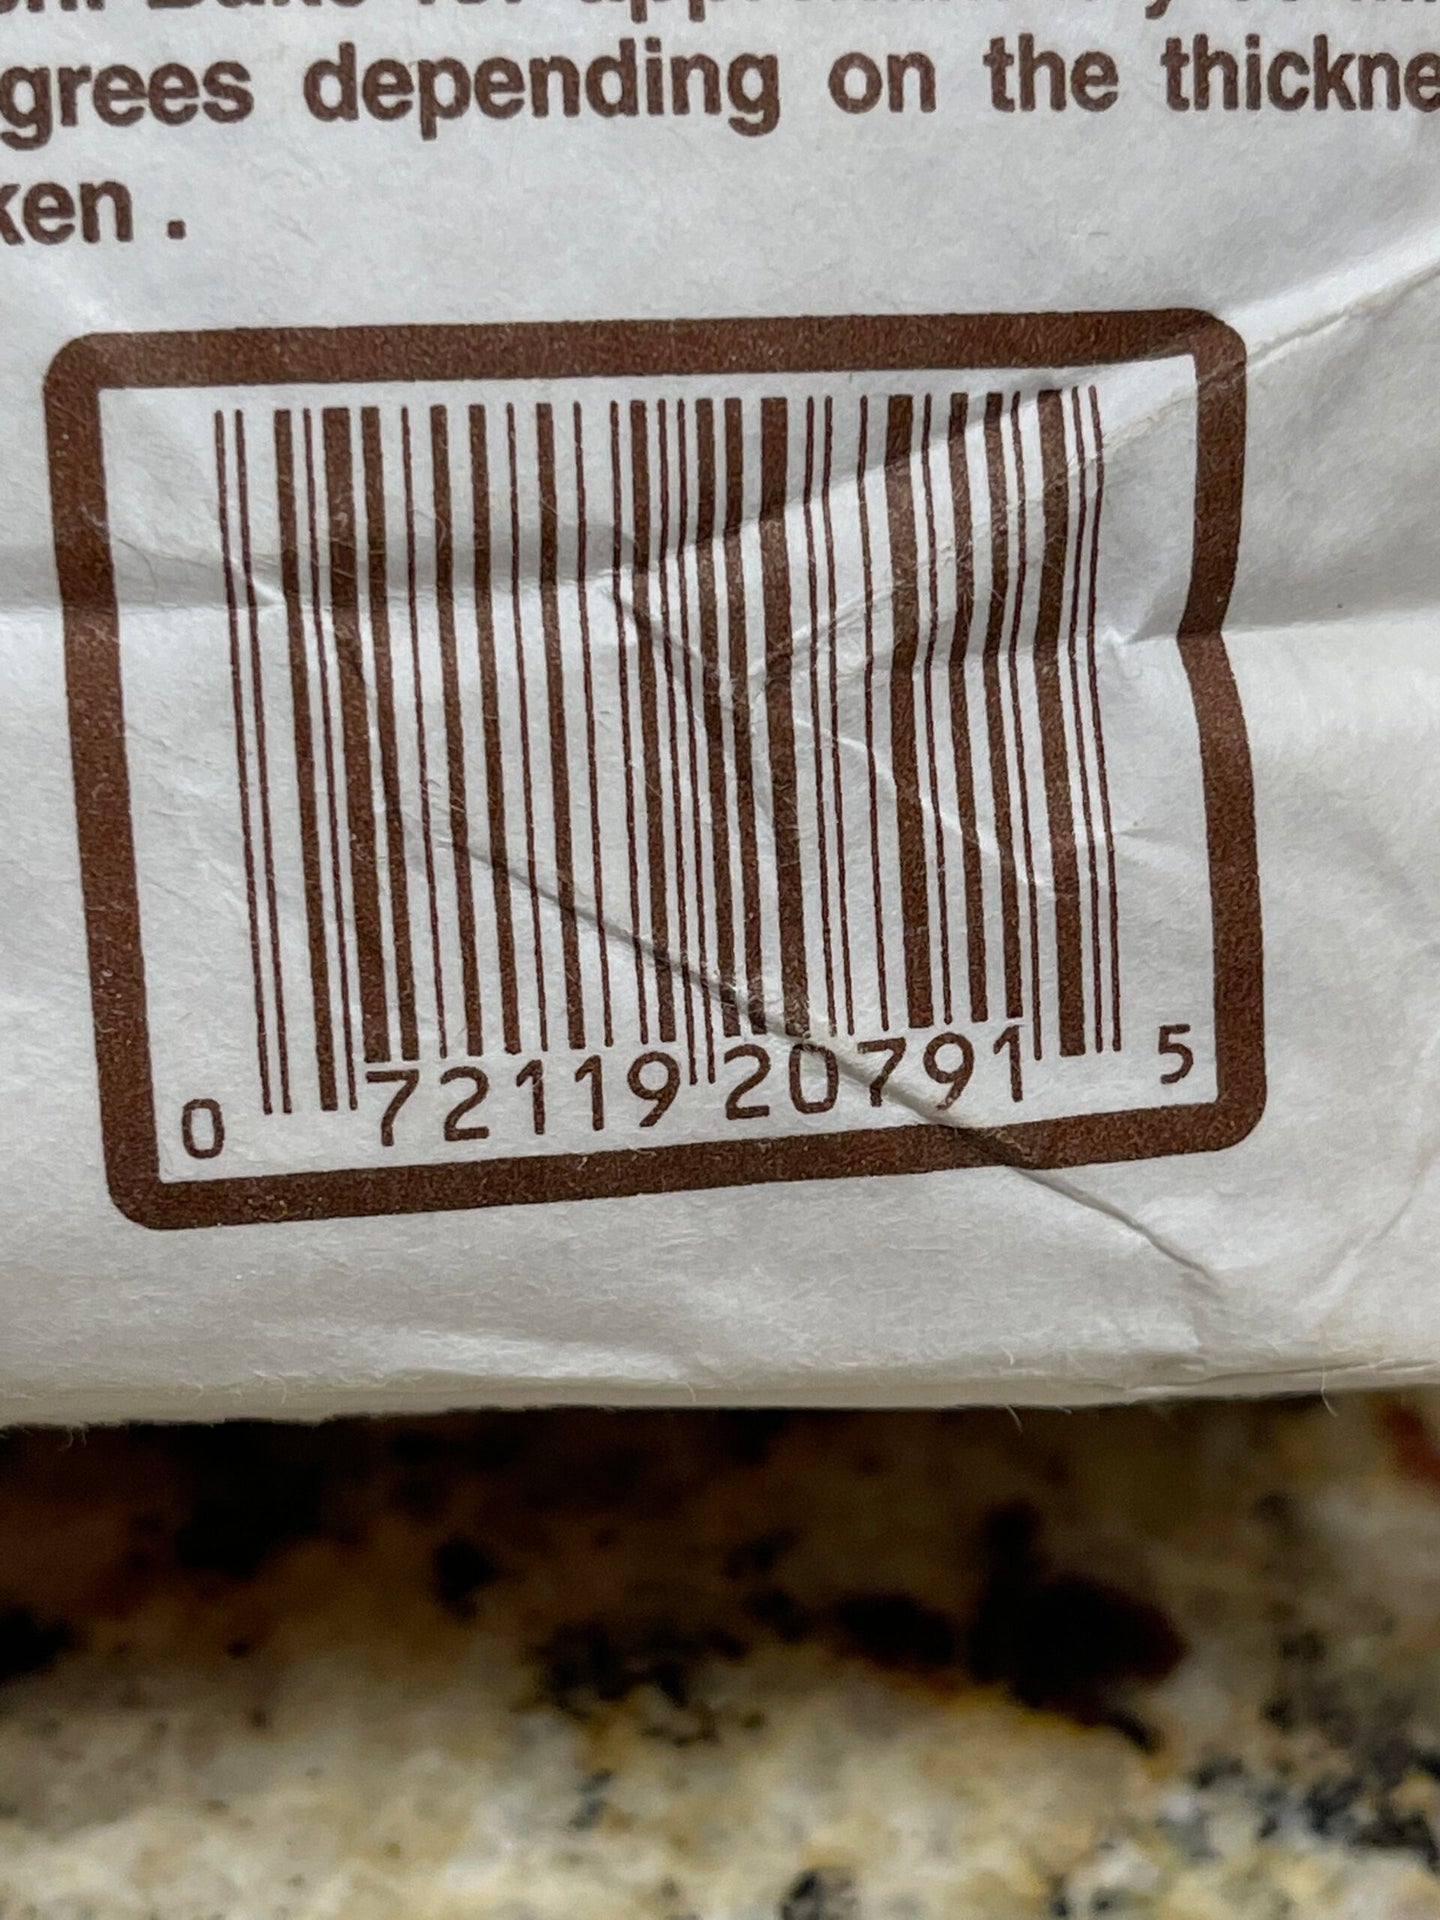 grees depending on the thickne
ken .
0 72119 20791 5